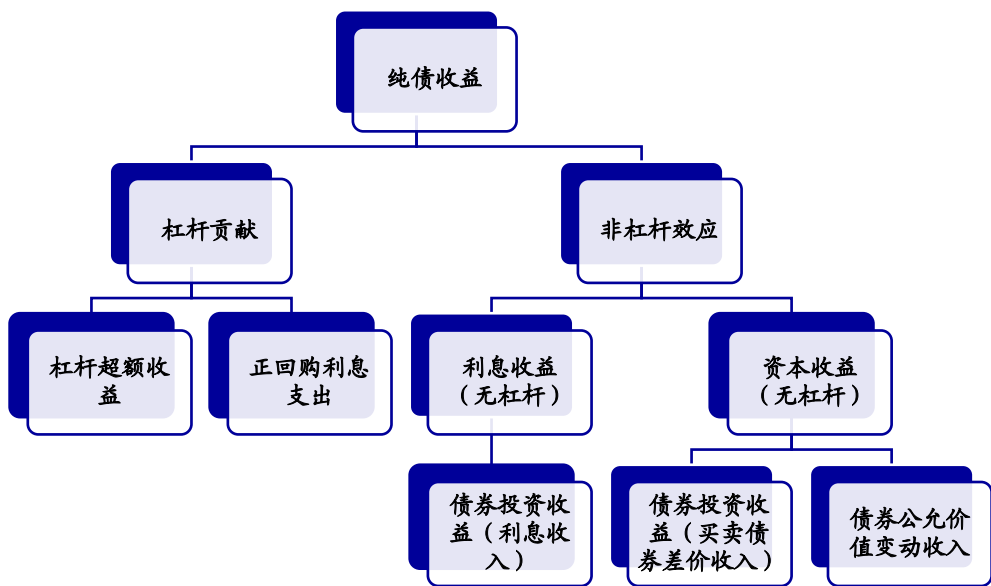 纯债收益
杠杆贡献
非杠杆效应
杠杆超额收
益
正回购利息
支出
利息收益
（无杠杆）
资本收益
（无杠杆）
债券投资收
益（利息收
入）
债券投资收
益（买卖债
券差价收入）
债券公允价
值变动收入